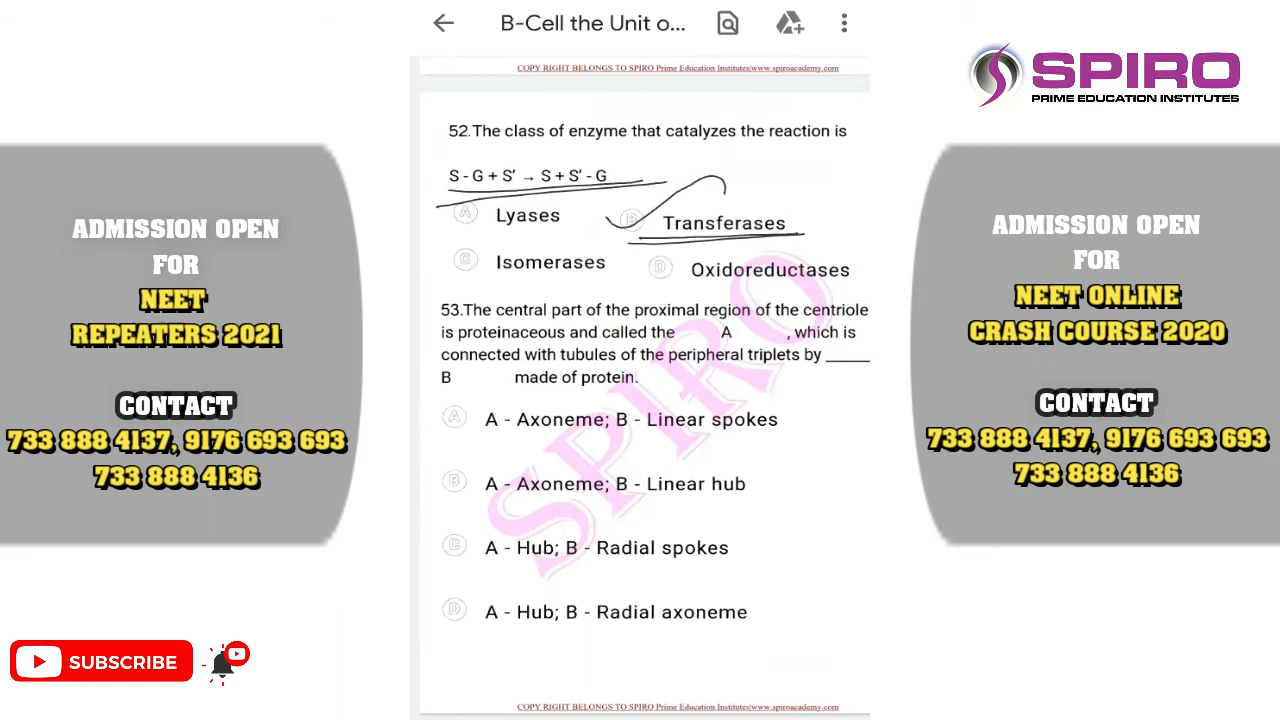 B-Cell the Unit o...
SPIRO
PRIME EDUCATION INSTITUTES
COPY RIGHT BELONGS TO SPIRO Prime Education Institutes|www.spiroacademy.com
52.The class of enzyme that catalyzes the reaction is
S - G + S' → S + S' - G
A Lyases
B Transferases
C Isomerases
D Oxidoreductases
53.The central part of the proximal region of the centriole
is proteinaceous and called the A , which is
connected with tubules of the peripheral triplets by ______
B made of protein.
A A - Axoneme; B - Linear spokes
B A - Axoneme; B - Linear hub
C A - Hub; B - Radial spokes
D A - Hub; B - Radial axoneme
SPIRO
COPY RIGHT BELONGS TO SPIRO Prime Education Institutes|www.spiroacademy.com
ADMISSION OPEN
FOR
NEET
REPEATERS 2021
CONTACT
733 888 4137, 9176 693 693
733 888 4136
ADMISSION OPEN
FOR
NEET ONLINE
CRASH COURSE 2020
CONTACT
733 888 4137, 9176 693 693
733 888 4136
SUBSCRIBE